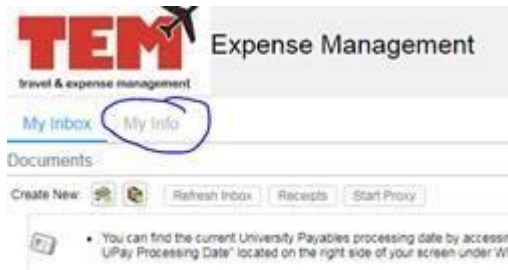 TEM
travel & expense management
Expense Management
My Inbox My Info
Documents
Create New: Refresh Inbox Receipts Start Proxy
• You can find the current University Payables processing date by accessin
UPay Processing Date" located on the right side of your screen under W